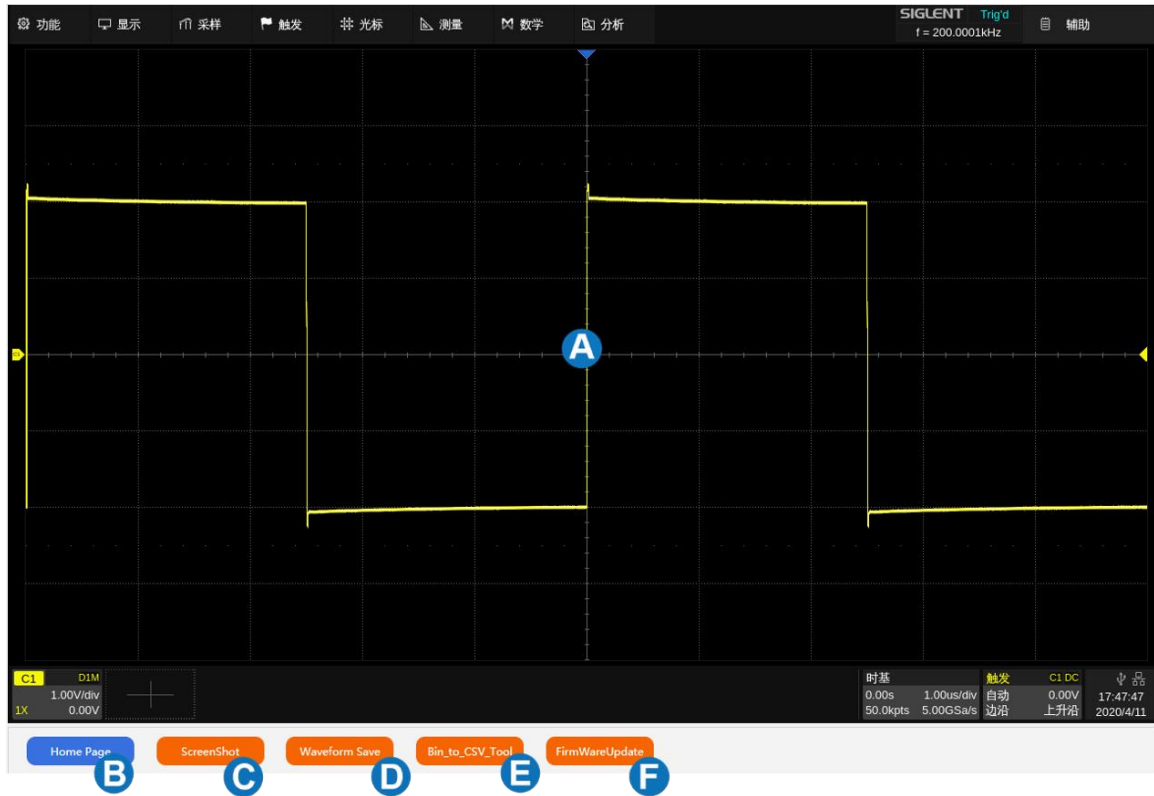 功能 显示 采样 触发 光标 测量 数学 分析 SIGLENT Trig'd 辅助
f = 200.0001kHz
A
C1 D1M 时基 触发 C1 DC
1.00V/div 0.00s 1.00us/div 自动 0.00V 17:47:47
1X 0.00V 50.0kpts 5.00GSa/s 边沿 上升沿 2020/4/11
Home Page ScreenShot Waveform Save Bin_to_CSV_Tool FirmWareUpdate
B C D E F